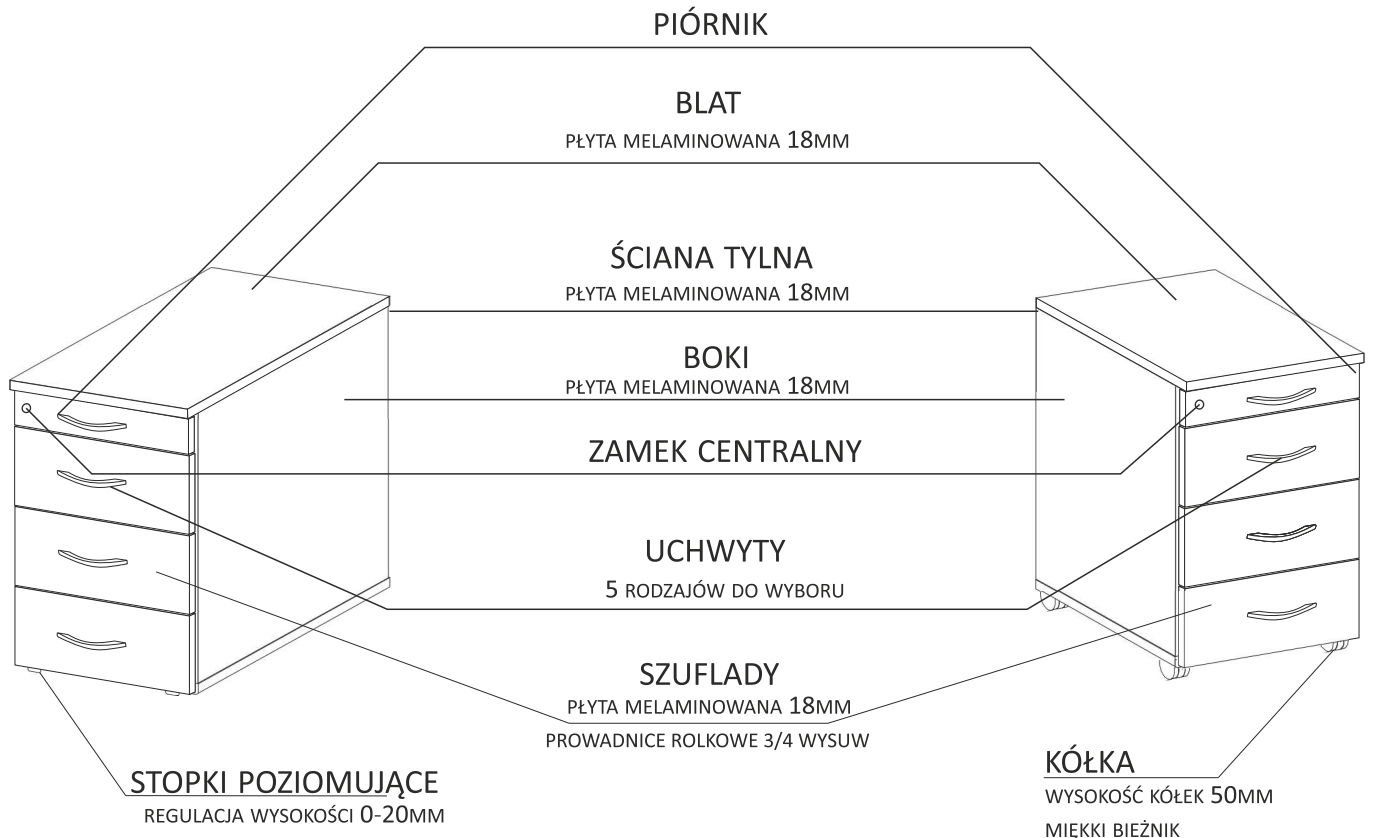 PIÓRNIK
BLAT
PŁYTA MELAMINOWANA 18MM
ŚCIANA TYLNA
PŁYTA MELAMINOWANA 18MM
BOKI
PŁYTA MELAMINOWANA 18MM
ZAMEK CENTRALNY
UCHWYTY
5 RODZAJÓW DO WYBORU
SZUFLADY
PŁYTA MELAMINOWANA 18MM
PROWADNICE ROLKOWE 3/4 WYSUW
STOPKI POZIOMUJĄCE
REGULACJA WYSOKOŚCI 0-20MM
KÓŁKA
WYSOKOŚĆ KÓŁEK 50MM
MIĘKKI BIEŻNIK